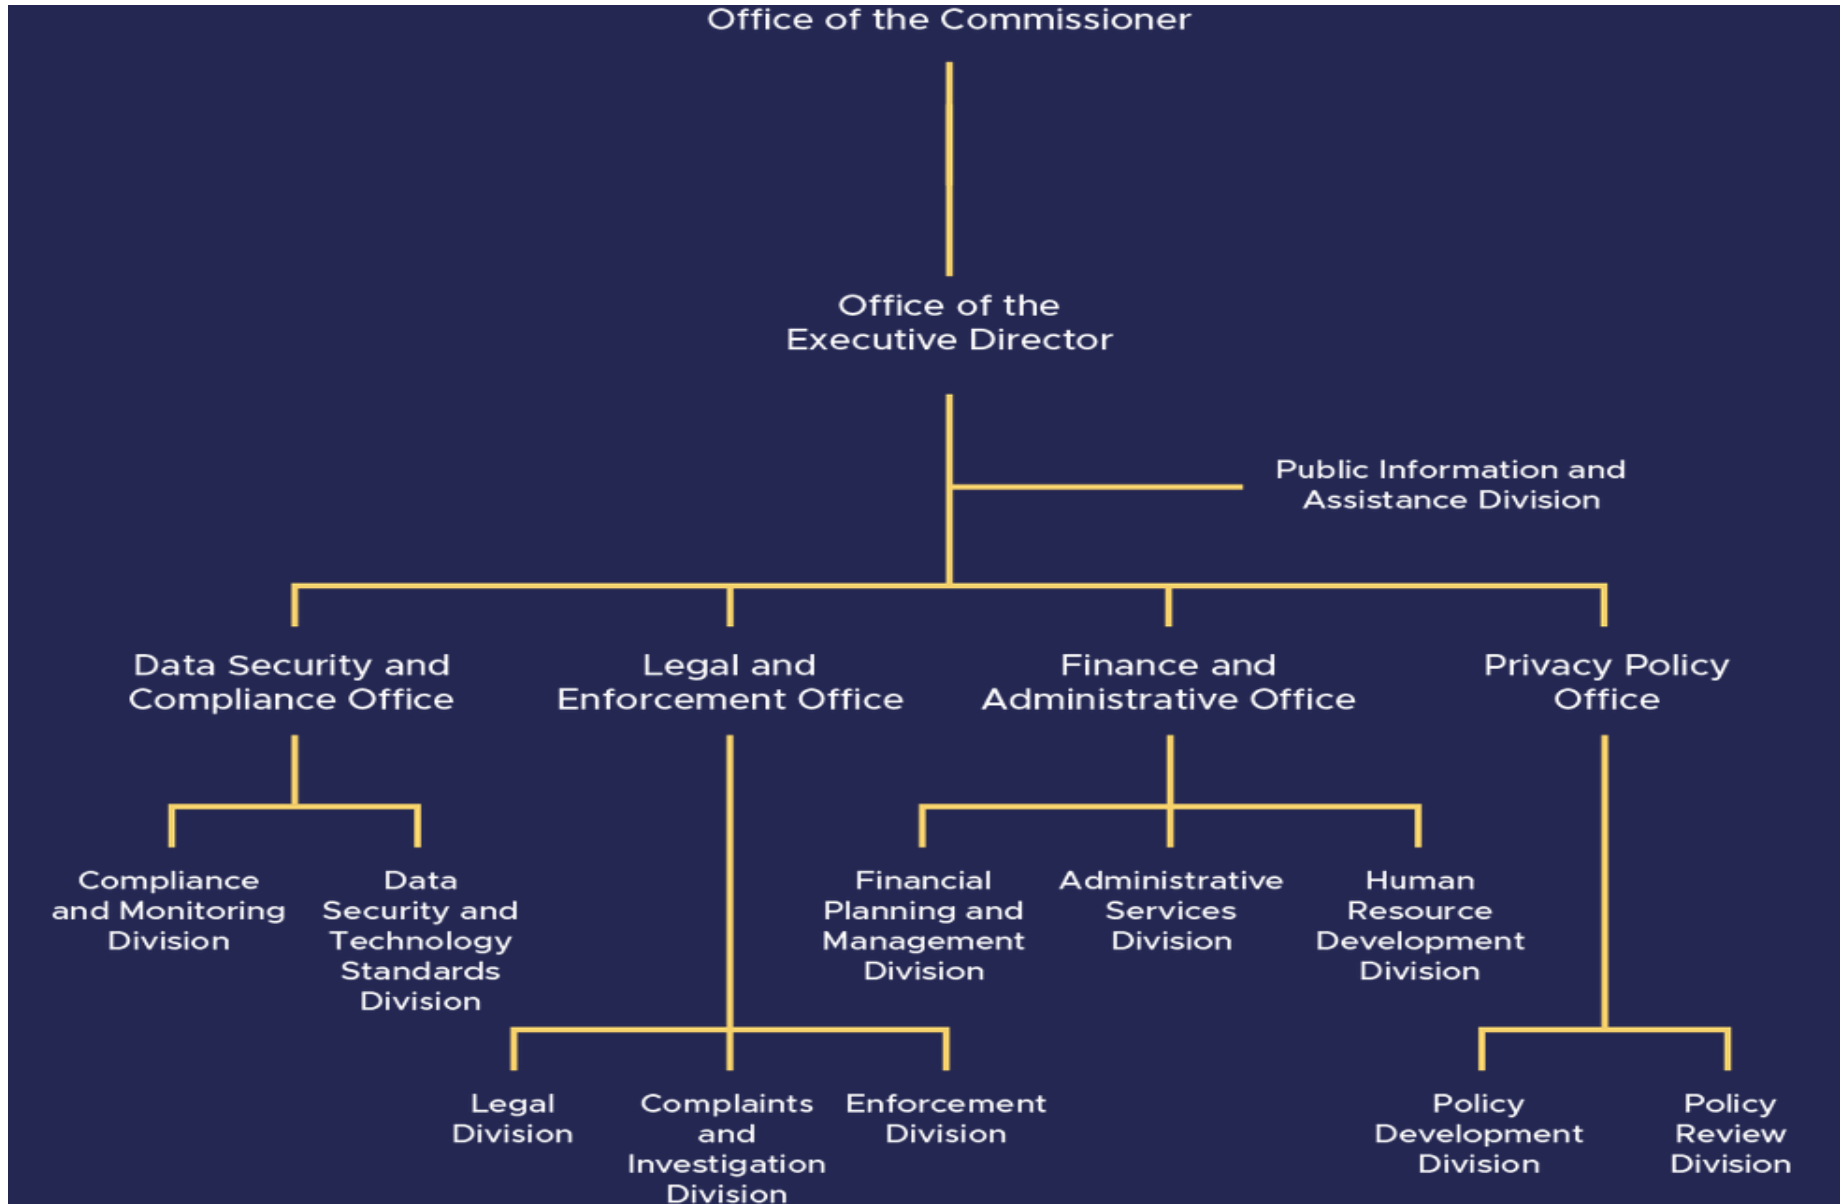 Office of the Commissioner
Office of the
Executive Director
Public Information and
Assistance Division
Data Security and
Compliance Office
Legal and
Enforcement Office
Finance and
Administrative Office
Privacy Policy
Office
Compliance
and Monitoring
Division
Data
Security and
Technology
Standards
Division
Financial
Planning and
Management
Division
Administrative
Services
Division
Human
Resource
Development
Division
Legal
Division
Complaints
and
Investigation
Division
Enforcement
Division
Policy
Development
Division
Policy
Review
Division